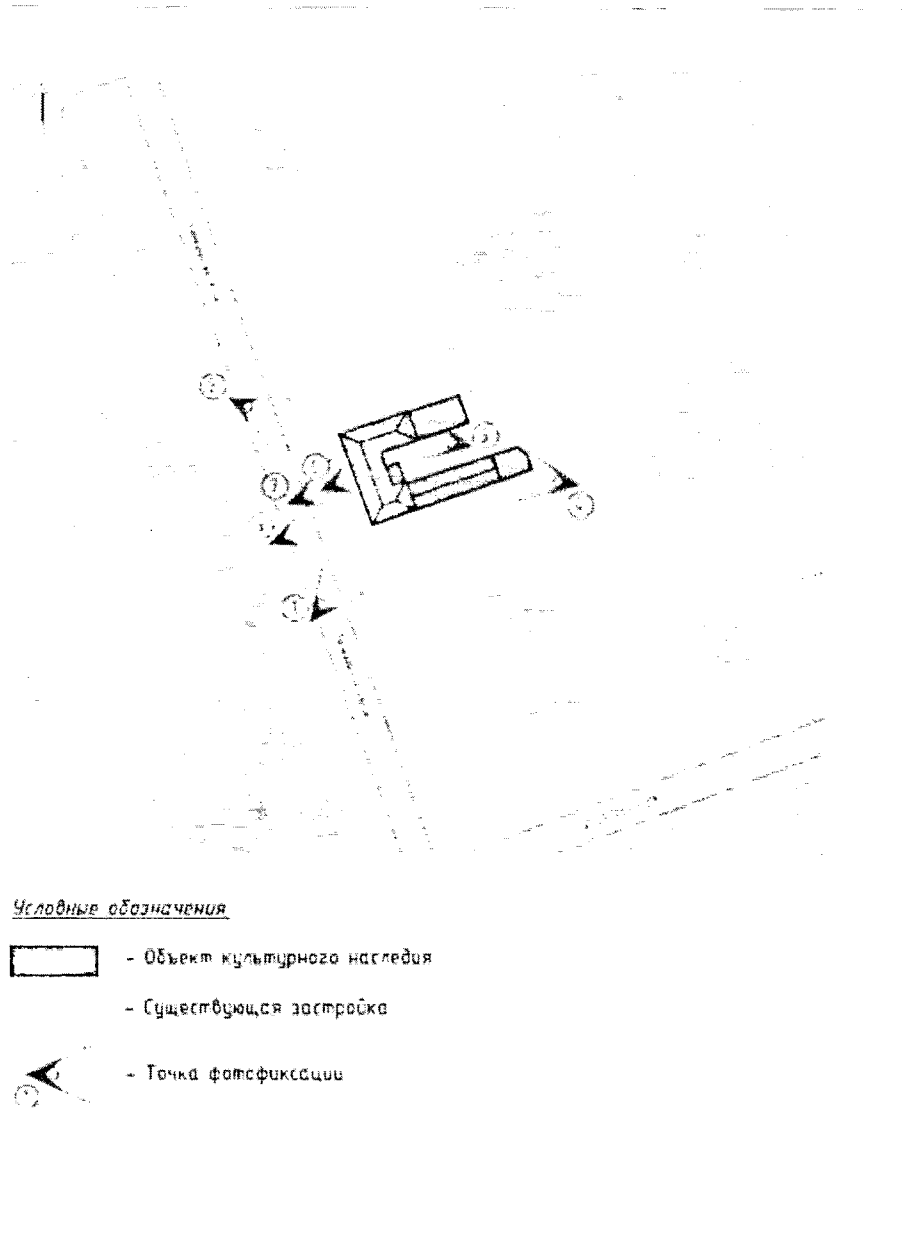 Условные обозначения
- Объект культурного наследия
- Существующая застройка
- Точка фотофиксации